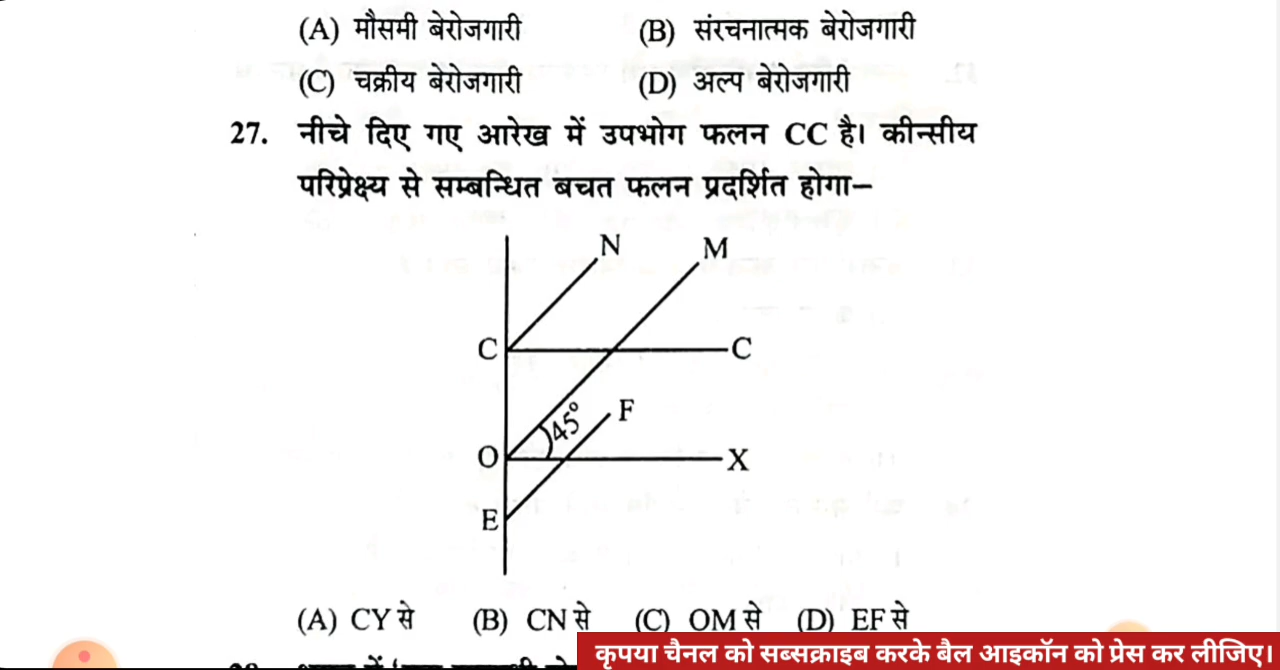 (A) मौसमी बेरोजगारी (B) संरचनात्मक बेरोजगारी
(C) चक्रीय बेरोजगारी (D) अल्प बेरोजगारी
27. नीचे दिए गए आरेख में उपभोग फलन CC है। कीन्सीय
परिप्रेक्ष्य से सम्बन्धित बचत फलन प्रदर्शित होगा–
N M
C C
45° F
O X
E
(A) CY से (B) CN से (C) OM से (D) EF से
कृपया चैनल को सब्सक्राइब करके बैल आइकॉन को प्रेस कर लीजिए।